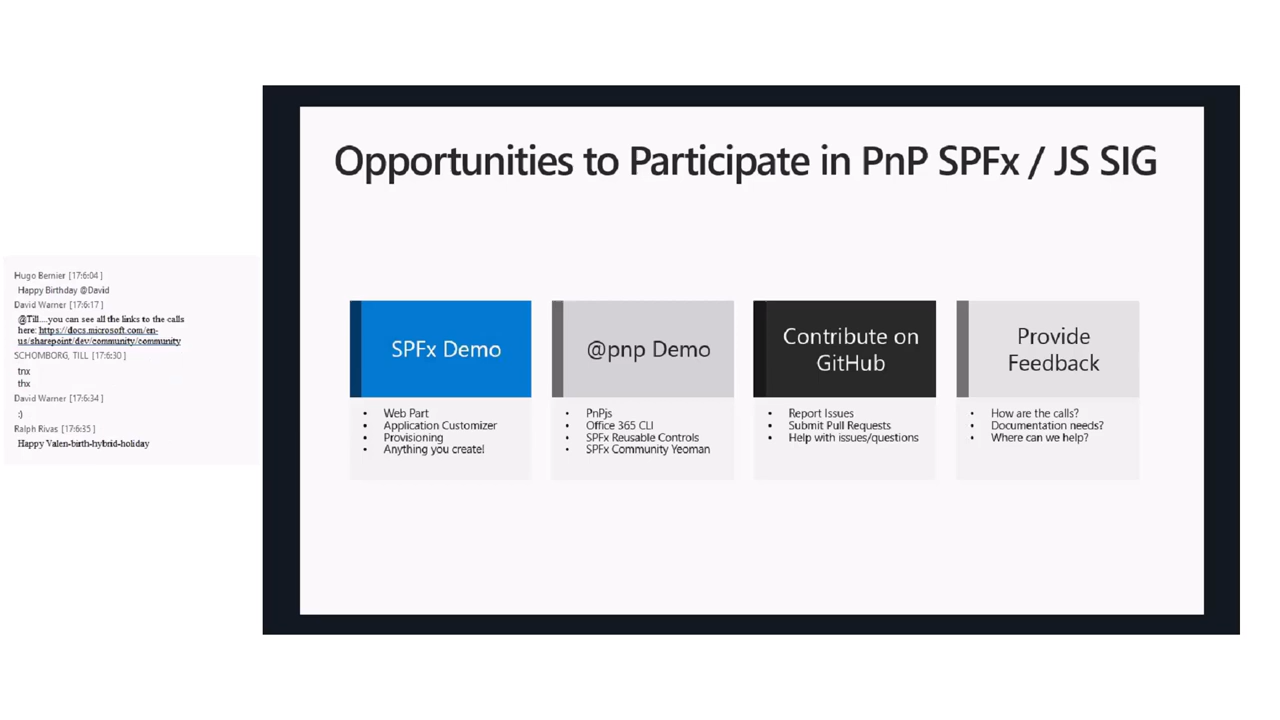 Opportunities to Participate in PnP SPFx / JS SIG
Hugo Bernier [17:6:04 ]
Happy Birthday @David
David Warner [17:6:17 ]
@Till....you can see all the links to the calls
here: https://docs.microsoft.com/en-
us/sharepoint/dev/community/community
SCHOMBORG, TILL [17:6:30 ]
tnx
thx
David Warner [17:6:34 ]
:)
Ralph Rivas [17:6:35 ]
Happy Valen-birth-hybrid-holiday
SPFx Demo
• Web Part
• Application Customizer
• Provisioning
• Anything you create!
@pnp Demo
• PnPjs
• Office 365 CLI
• SPFx Reusable Controls
• SPFx Community Yeoman
Contribute on
GitHub
• Report Issues
• Submit Pull Requests
• Help with issues/questions
Provide
Feedback
• How are the calls?
• Documentation needs?
• Where can we help?